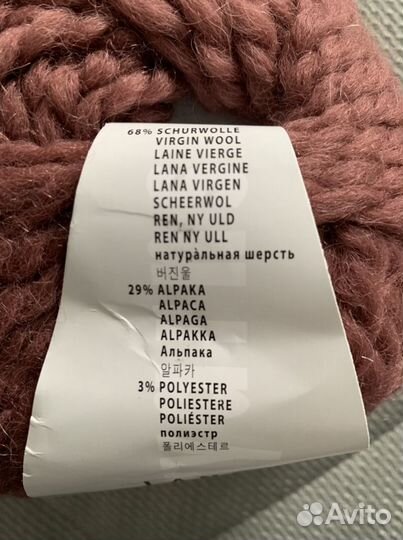 68% SCHURWOLLE
VIRGIN WOOL
LAINE VIERGE
LANA VERGINE
LANA VIRGEN
SCHEERWOL
REN, NY ULD
REN NY ULL
натура̀льная шерсть
버진울
29% ALPAKA
ALPACA
ALPAGA
ALPAKKA
Альпака
알파카
3% POLYESTER
POLIESTERE
POLIÉSTER
полиэстр
폴리에스테르
Avito